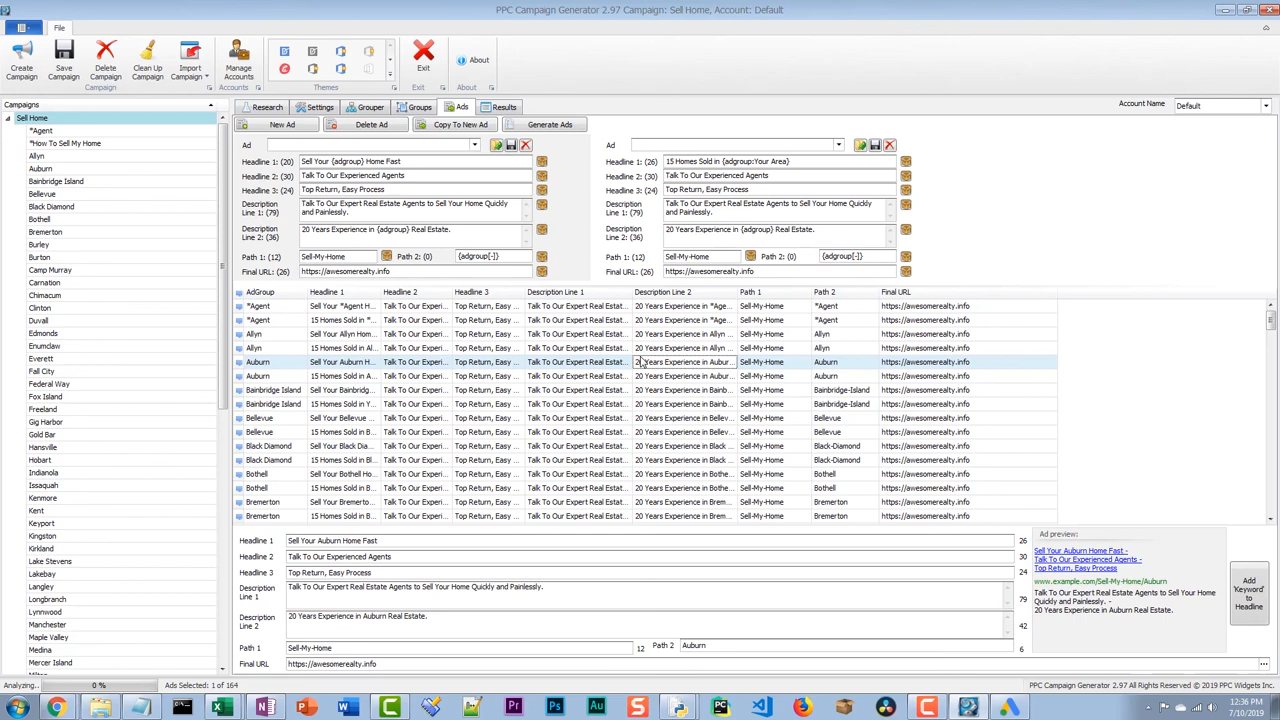 PPC Campaign Generator 2.97 Campaign: Sell Home, Account: Default
File
Create Campaign
Save Campaign
Delete Campaign
Clean Up Campaign
Import Campaign
Manage Accounts
Exit
About
Campaign
Accounts
Themes
Exit
About
Campaigns
Sell Home
*Agent
*How To Sell My Home
Allyn
Auburn
Bainbridge Island
Bellevue
Black Diamond
Bothell
Bremerton
Burley
Burton
Camp Murray
Carnation
Chimacum
Clinton
Duvall
Edmonds
Enumclaw
Everett
Fall City
Federal Way
Fox Island
Freeland
Gig Harbor
Gold Bar
Hansville
Hobart
Indianola
Issaquah
Kenmore
Kent
Keyport
Kingston
Kirkland
Lake Stevens
Lakebay
Langley
Longbranch
Lynnwood
Manchester
Maple Valley
Medina
Mercer Island
Milton
Research Settings Grouper Groups Ads Results
Account Name Default
New Ad Delete Ad Copy To New Ad Generate Ads
Ad
Headline 1: (20) Sell Your {adgroup} Home Fast
Headline 2: (30) Talk To Our Experienced Agents
Headline 3: (24) Top Return, Easy Process
Description Line 1: (79) Talk To Our Expert Real Estate Agents to Sell Your Home Quickly
and Painlessly.
Description Line 2: (36) 20 Years Experience in {adgroup} Real Estate.
Path 1: (12) Sell-My-Home Path 2: (0) {adgroup[-]}
Final URL: (26) https://awesomerealty.info
Ad
Headline 1: (26) 15 Homes Sold in {adgroup:Your Area}
Headline 2: (30) Talk To Our Experienced Agents
Headline 3: (24) Top Return, Easy Process
Description Line 1: (79) Talk To Our Expert Real Estate Agents to Sell Your Home Quickly
and Painlessly.
Description Line 2: (36) 20 Years Experience in {adgroup} Real Estate.
Path 1: (12) Sell-My-Home Path 2: (0) {adgroup[-]}
Final URL: (26) https://awesomerealty.info
AdGroup Headline 1 Headline 2 Headline 3 Description Line 1 Description Line 2 Path 1 Path 2 Final URL
*Agent Sell Your *Agent H... Talk To Our Experi... Top Return, Easy ... Talk To Our Expert Real Estat... 20 Years Experience in *Age... Sell-My-Home *Agent https://awesomerealty.info
*Agent 15 Homes Sold in *... Talk To Our Experi... Top Return, Easy ... Talk To Our Expert Real Estat... 20 Years Experience in *Age... Sell-My-Home *Agent https://awesomerealty.info
Allyn Sell Your Allyn Hom... Talk To Our Experi... Top Return, Easy ... Talk To Our Expert Real Estat... 20 Years Experience in Allyn ... Sell-My-Home Allyn https://awesomerealty.info
Allyn 15 Homes Sold in A... Talk To Our Experi... Top Return, Easy ... Talk To Our Expert Real Estat... 20 Years Experience in Allyn ... Sell-My-Home Allyn https://awesomerealty.info
Auburn Sell Your Auburn H... Talk To Our Experi... Top Return, Easy ... Talk To Our Expert Real Estat... 20 Years Experience in Aubur... Sell-My-Home Auburn https://awesomerealty.info
Auburn 15 Homes Sold in A... Talk To Our Experi... Top Return, Easy ... Talk To Our Expert Real Estat... 20 Years Experience in Aubur... Sell-My-Home Auburn https://awesomerealty.info
Bainbridge Island Sell Your Bainbridg... Talk To Our Experi... Top Return, Easy ... Talk To Our Expert Real Estat... 20 Years Experience in Bainb... Sell-My-Home Bainbridge-Island https://awesomerealty.info
Bainbridge Island 15 Homes Sold in Y... Talk To Our Experi... Top Return, Easy ... Talk To Our Expert Real Estat... 20 Years Experience in Bainb... Sell-My-Home Bainbridge-Island https://awesomerealty.info
Bellevue Sell Your Bellevue ... Talk To Our Experi... Top Return, Easy ... Talk To Our Expert Real Estat... 20 Years Experience in Bellev... Sell-My-Home Bellevue https://awesomerealty.info
Bellevue 15 Homes Sold in B... Talk To Our Experi... Top Return, Easy ... Talk To Our Expert Real Estat... 20 Years Experience in Bellev... Sell-My-Home Bellevue https://awesomerealty.info
Black Diamond Sell Your Black Dia... Talk To Our Experi... Top Return, Easy ... Talk To Our Expert Real Estat... 20 Years Experience in Black ... Sell-My-Home Black-Diamond https://awesomerealty.info
Black Diamond 15 Homes Sold in B... Talk To Our Experi... Top Return, Easy ... Talk To Our Expert Real Estat... 20 Years Experience in Black ... Sell-My-Home Black-Diamond https://awesomerealty.info
Bothell Sell Your Bothell Ho... Talk To Our Experi... Top Return, Easy ... Talk To Our Expert Real Estat... 20 Years Experience in Bothe... Sell-My-Home Bothell https://awesomerealty.info
Bothell 15 Homes Sold in B... Talk To Our Experi... Top Return, Easy ... Talk To Our Expert Real Estat... 20 Years Experience in Bothe... Sell-My-Home Bothell https://awesomerealty.info
Bremerton Sell Your Bremerto... Talk To Our Experi... Top Return, Easy ... Talk To Our Expert Real Estat... 20 Years Experience in Brem... Sell-My-Home Bremerton https://awesomerealty.info
Bremerton 15 Homes Sold in B... Talk To Our Experi... Top Return, Easy ... Talk To Our Expert Real Estat... 20 Years Experience in Brem... Sell-My-Home Bremerton https://awesomerealty.info
Headline 1 Sell Your Auburn Home Fast 26
Headline 2 Talk To Our Experienced Agents 30
Headline 3 Top Return, Easy Process 24
Description Line 1 Talk To Our Expert Real Estate Agents to Sell Your Home Quickly and Painlessly. 79
Description Line 2 20 Years Experience in Auburn Real Estate. 42
Path 1 Sell-My-Home 12 Path 2 Auburn 6
Final URL https://awesomerealty.info ...
Ad preview:
Sell Your Auburn Home Fast -
Talk To Our Experienced Agents -
Top Return, Easy Process
www.example.com/Sell-My-Home/Auburn
Talk To Our Expert Real Estate Agents to Sell Your Home
Quickly and Painlessly. -
20 Years Experience in Auburn Real Estate.
Add
'Keyword'
to
Headline
Analyzing.. 0 % Ads Selected: 1 of 164
PPC Campaign Generator 2.97 Copyright © 2019 PPC Widgets Inc.
12:36 PM
7/10/2019